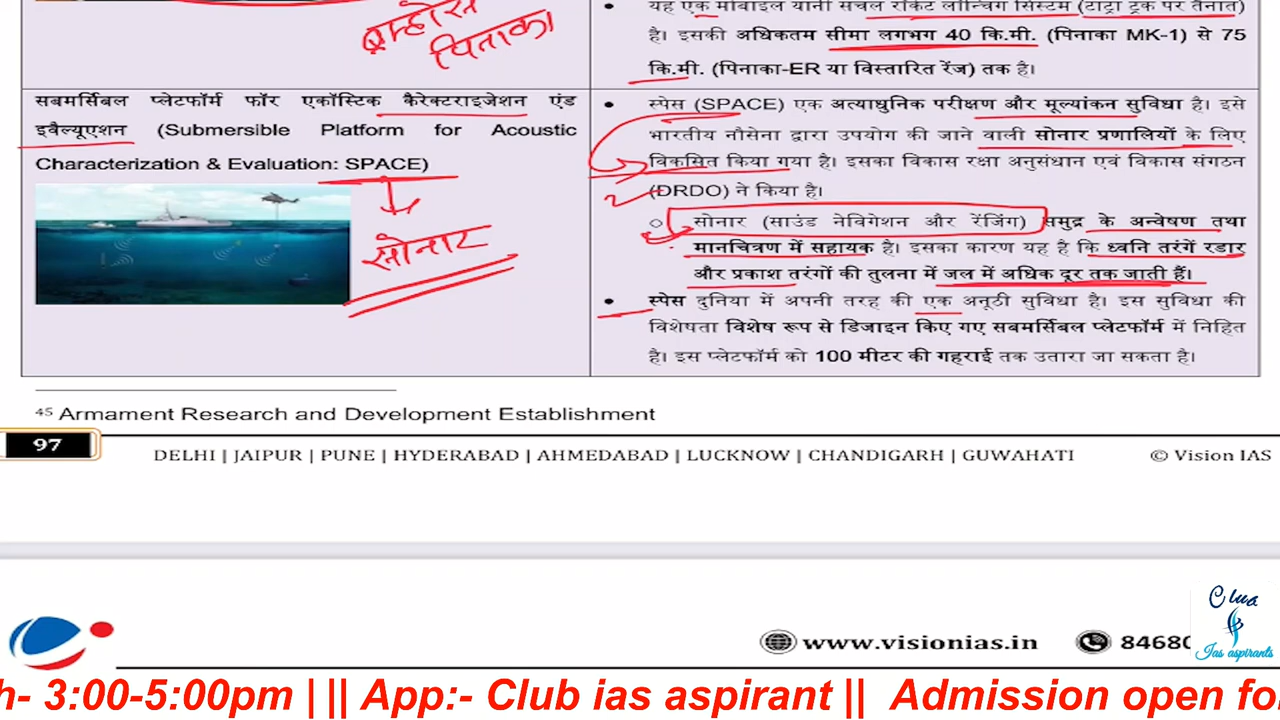 ब्रम्होस
पिनाका
यह एक मोबाइल यानी सचल रॉकेट लॉन्चिंग सिस्टम (टाट्रा ट्रक पर तैनात)
है। इसकी अधिकतम सीमा लगभग 40 कि.मी. (पिनाका MK-1) से 75
कि.मी. (पिनाका-ER या विस्तारित रेंज) तक है।
सबमर्सिबल प्लेटफॉर्म फॉर एकॉस्टिक कैरेक्टराइजेशन एंड
इवैल्यूएशन (Submersible Platform for Acoustic
Characterization & Evaluation: SPACE)
सोनार
स्पेस (SPACE) एक अत्याधुनिक परीक्षण और मूल्यांकन सुविधा है। इसे
भारतीय नौसेना द्वारा उपयोग की जाने वाली सोनार प्रणालियों के लिए
विकसित किया गया है। इसका विकास रक्षा अनुसंधान एवं विकास संगठन
(DRDO) ने किया है।
सोनार (साउंड नेविगेशन और रेंजिंग) समुद्र के अन्वेषण तथा
मानचित्रण में सहायक है। इसका कारण यह है कि ध्वनि तरंगें रडार
और प्रकाश तरंगों की तुलना में जल में अधिक दूर तक जाती हैं।
स्पेस दुनिया में अपनी तरह की एक अनूठी सुविधा है। इस सुविधा की
विशेषता विशेष रूप से डिजाइन किए गए सबमर्सिबल प्लेटफॉर्म में निहित
है। इस प्लेटफॉर्म को 100 मीटर की गहराई तक उतारा जा सकता है।
45 Armament Research and Development Establishment
97
DELHI | JAIPUR | PUNE | HYDERABAD | AHMEDABAD | LUCKNOW | CHANDIGARH | GUWAHATI
© Vision IAS
www.visionias.in
84680
Club
Ias aspirants
h- 3:00-5:00pm | || App:- Club ias aspirant || Admission open fo